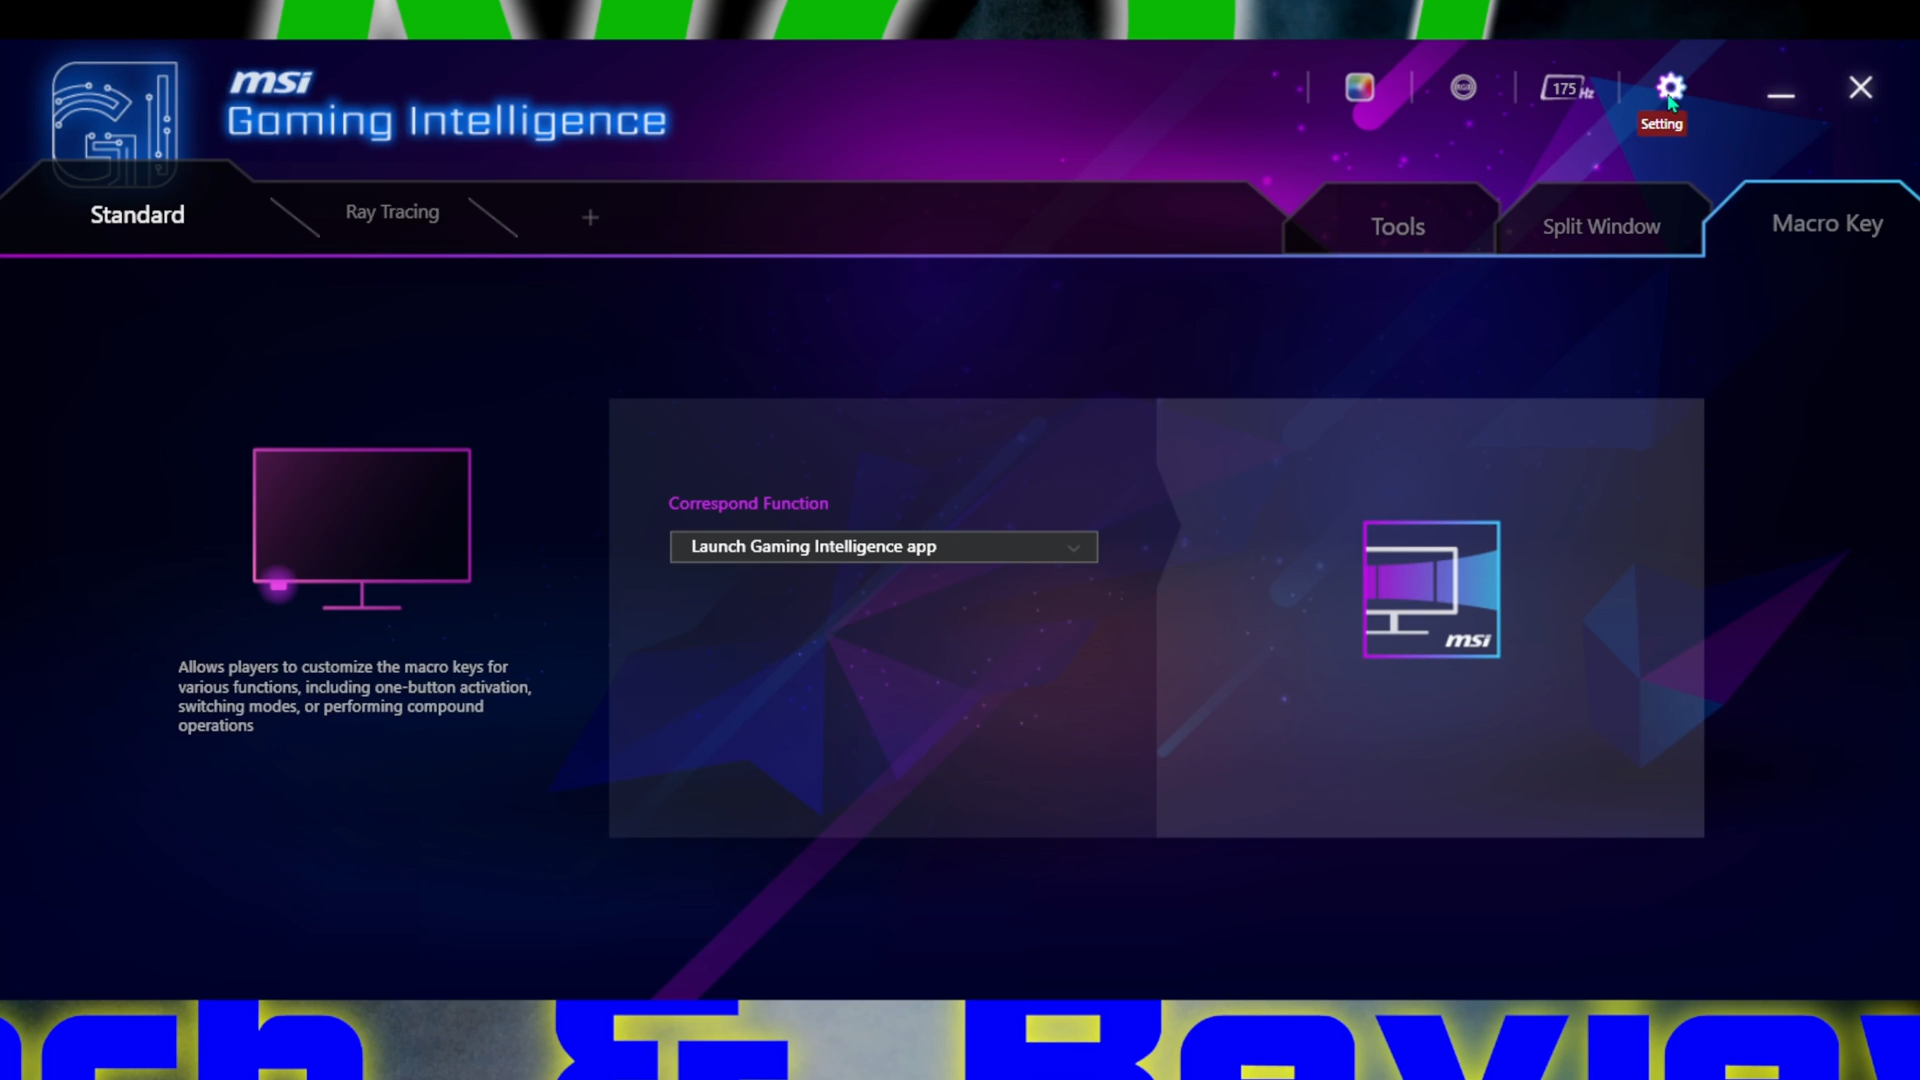 msi
Gaming Intelligence
175 Hz
Setting
Standard
Ray Tracing
+
Tools
Split Window
Macro Key
Correspond Function
Launch Gaming Intelligence app
msi
Allows players to customize the macro keys for
various functions, including one-button activation,
switching modes, or performing compound
operations